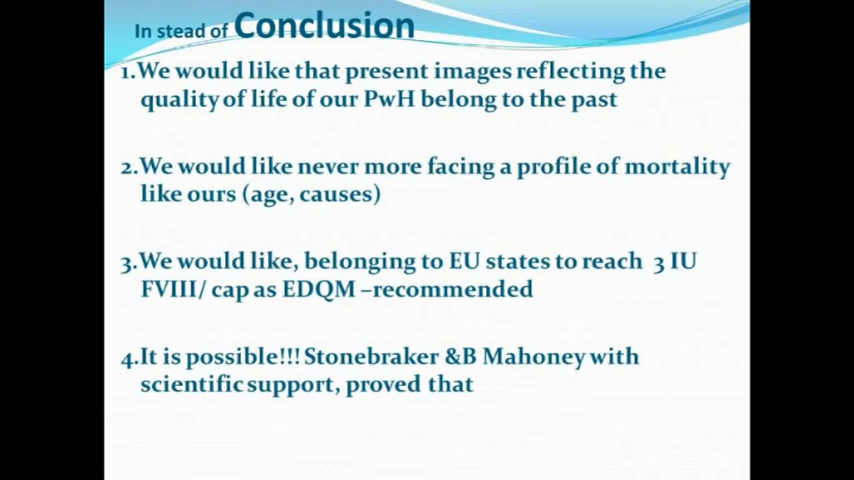 In stead of Conclusion
1.We would like that present images reflecting the
quality of life of our PwH belong to the past
2.We would like never more facing a profile of mortality
like ours (age, causes)
3.We would like, belonging to EU states to reach 3 IU
FVIII/ cap as EDQM –recommended
4.It is possible!!! Stonebraker &B Mahoney with
scientific support, proved that